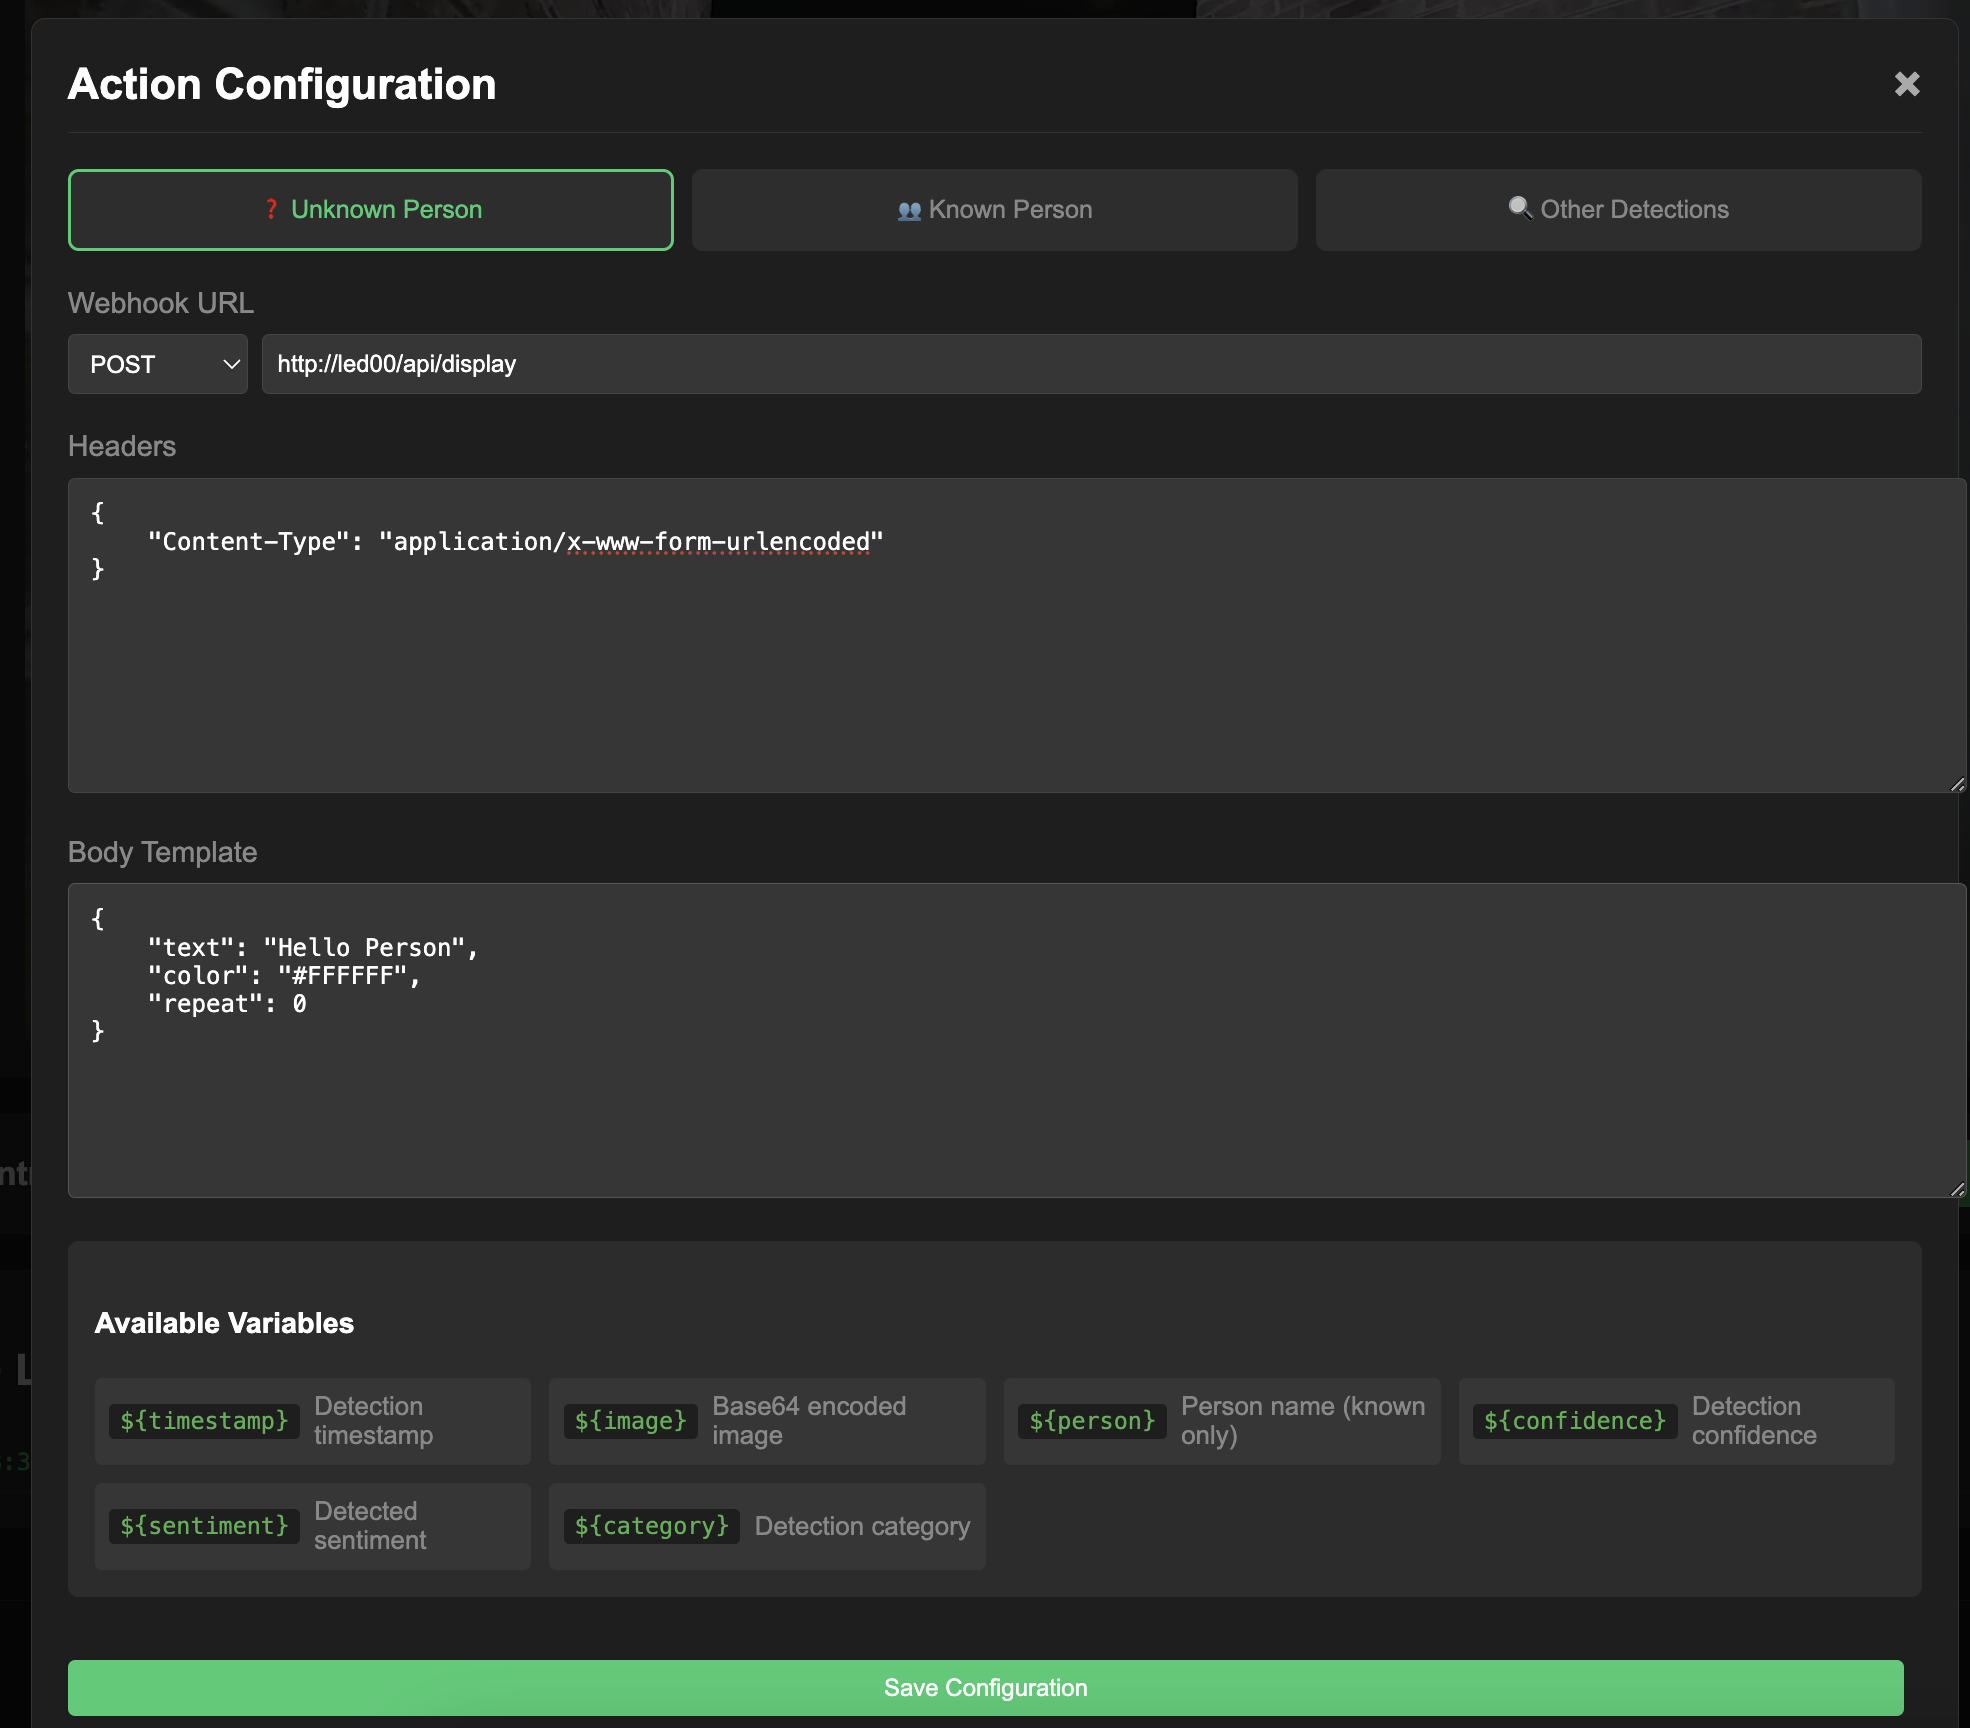 Action Configuration
✖
❓ Unknown Person
👥 Known Person
🔍 Other Detections
Webhook URL
POST
http://led00/api/display
Headers
{
    "Content-Type": "application/x-www-form-urlencoded"
}
Body Template
{
    "text": "Hello Person",
    "color": "#FFFFFF",
    "repeat": 0
}
Available Variables
${timestamp} Detection
timestamp
${image} Base64 encoded
image
${person} Person name (known
only)
${confidence} Detection
confidence
${sentiment} Detected
sentiment
${category} Detection category
Save Configuration